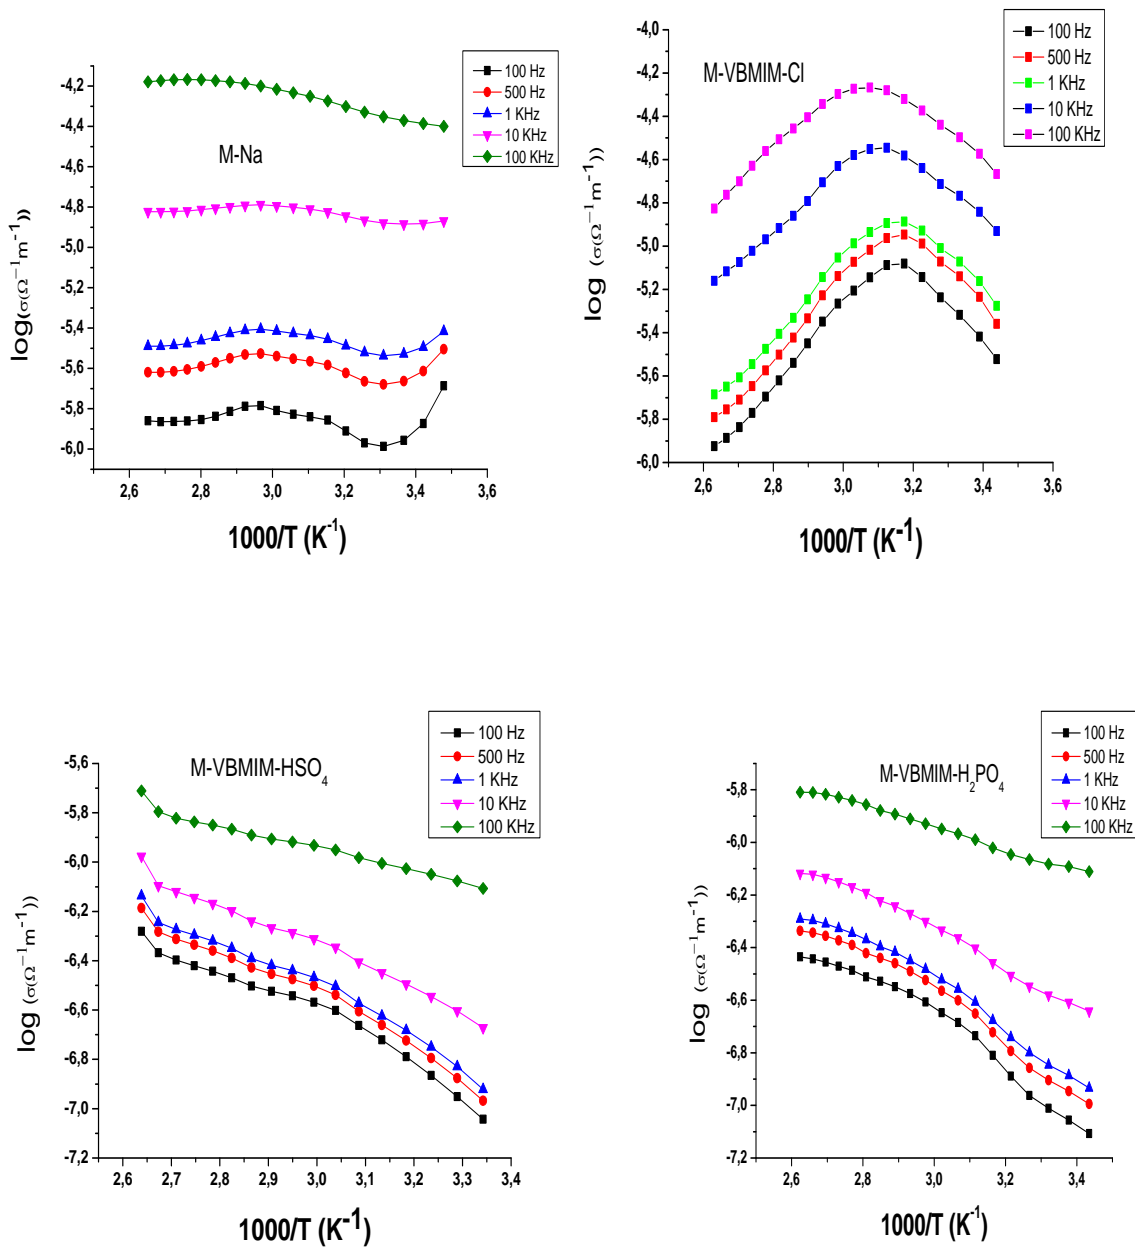 100 Hz
500 Hz
1 KHz
10 KHz
100 KHz
M-Na
-4,2
-4,4
-4,6
-4,8
-5,0
-5,2
-5,4
-5,6
-5,8
-6,0
log(σ(Ω⁻¹m⁻¹))
2,6 2,8 3,0 3,2 3,4 3,6
1000/T (K⁻¹)
100 Hz
500 Hz
1 KHz
10 KHz
100 KHz
M-VBMIM-Cl
-4,0
-4,2
-4,4
-4,6
-4,8
-5,0
-5,2
-5,4
-5,6
-5,8
-6,0
log (σ(Ω⁻¹m⁻¹))
2,6 2,8 3,0 3,2 3,4 3,6
1000/T (K⁻¹)
100 Hz
500 Hz
1 KHz
10 KHz
100 KHz
M-VBMIM-HSO₄
-5,6
-5,8
-6,0
-6,2
-6,4
-6,6
-6,8
-7,0
-7,2
log (σ(Ω⁻¹m⁻¹))
2,6 2,7 2,8 2,9 3,0 3,1 3,2 3,3 3,4
1000/T (K⁻¹)
100 Hz
500 Hz
1 KHz
10 KHz
100 KHz
M-VBMIM-H₂PO₄
-5,8
-6,0
-6,2
-6,4
-6,6
-6,8
-7,0
-7,2
log (σ(Ω⁻¹m⁻¹))
2,6 2,8 3,0 3,2 3,4
1000/T (K⁻¹)